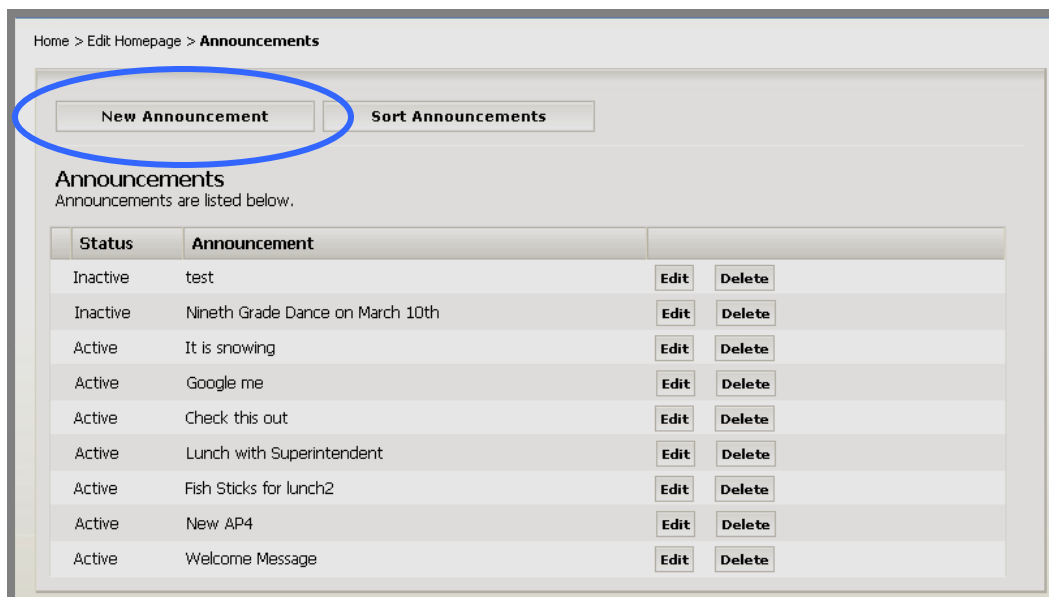 Home > Edit Homepage > Announcements
New Announcement Sort Announcements
Announcements
Announcements are listed below.
Status Announcement
Inactive test Edit Delete
Inactive Nineth Grade Dance on March 10th Edit Delete
Active It is snowing Edit Delete
Active Google me Edit Delete
Active Check this out Edit Delete
Active Lunch with Superintendent Edit Delete
Active Fish Sticks for lunch2 Edit Delete
Active New AP4 Edit Delete
Active Welcome Message Edit Delete